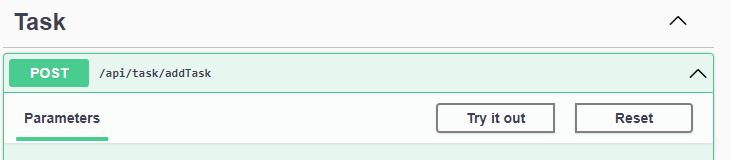 Task
POST /api/task/addTask
Parameters Try it out Reset